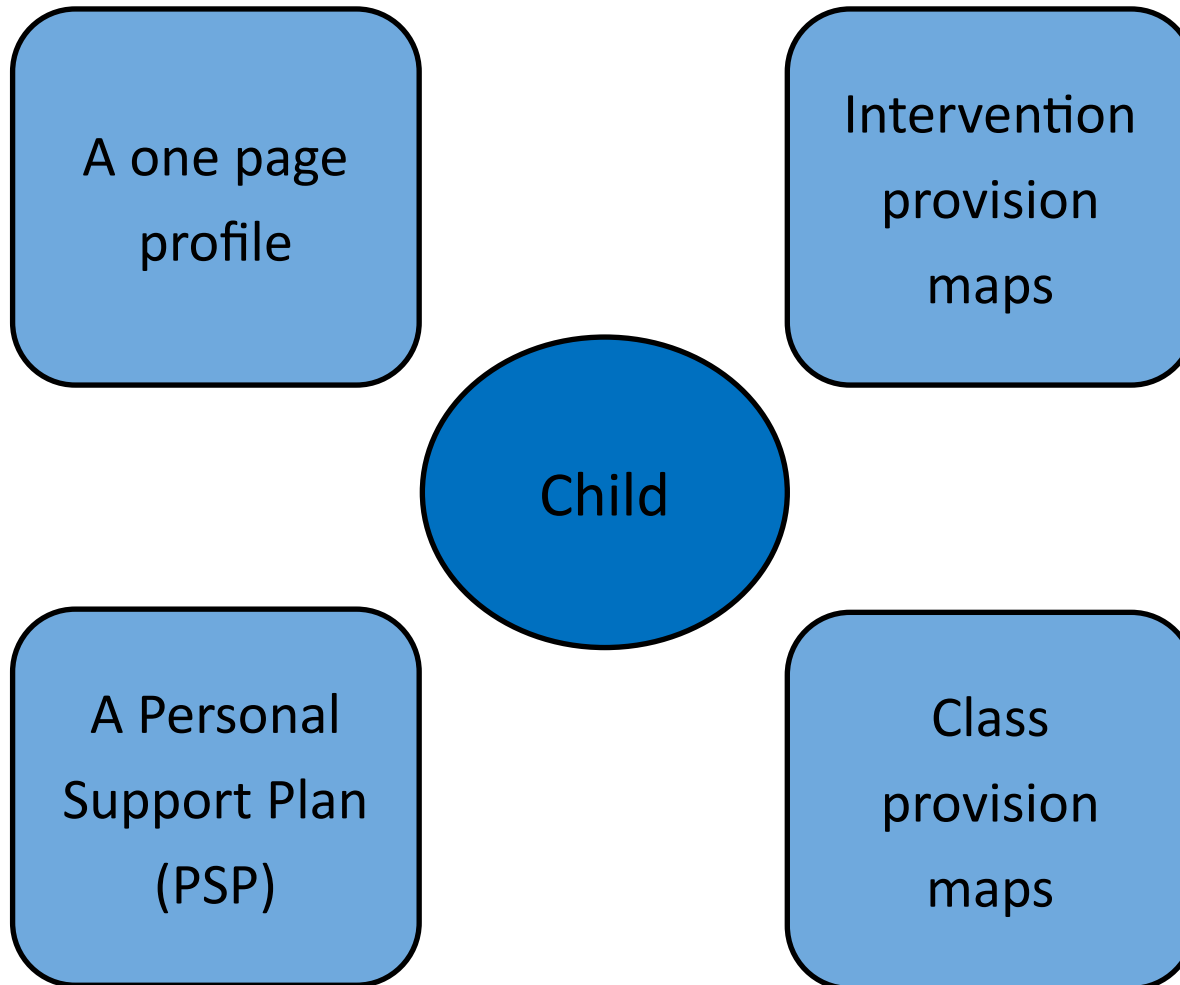 A one page
profile
Intervention
provision
maps
Child
A Personal
Support Plan
(PSP)
Class
provision
maps